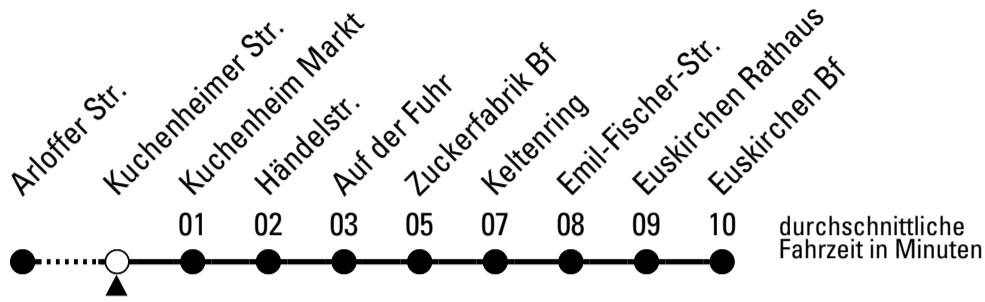 Arloffer Str.
Kuchenheimer Str.
Kuchenheim Markt
Händelstr.
Auf der Fuhr
Zuckerfabrik Bf
Keltenring
Emil-Fischer-Str.
Euskirchen Rathaus
Euskirchen Bf
01 02 03 05 07 08 09 10
durchschnittliche
Fahrzeit in Minuten